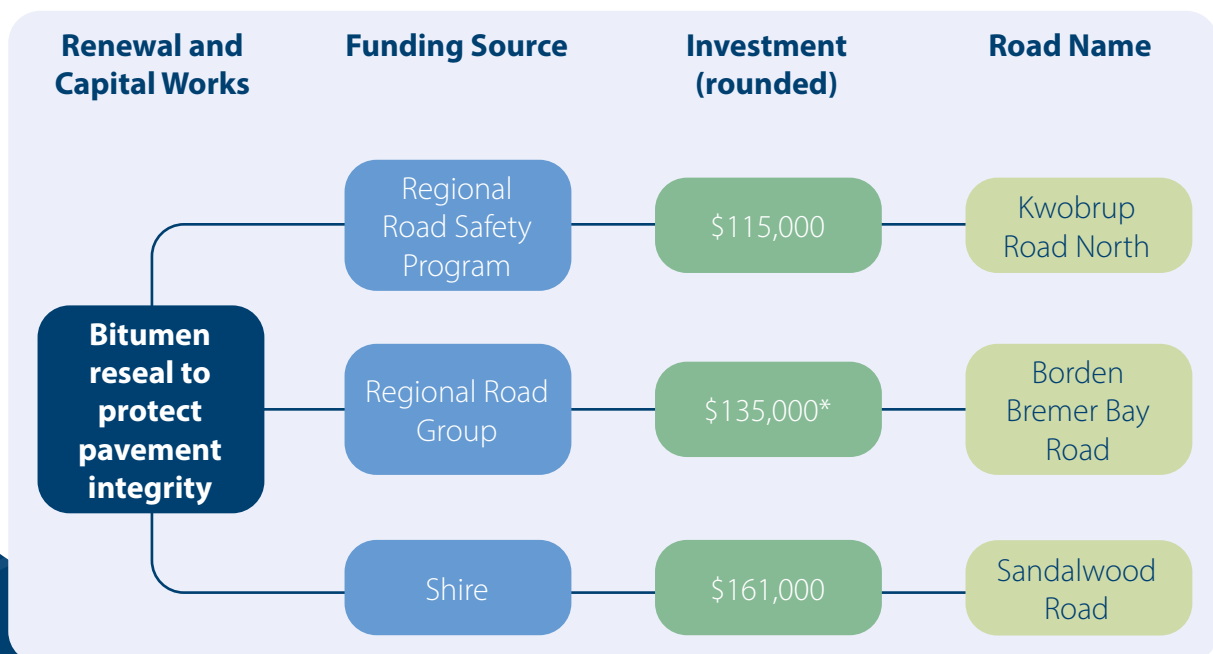 Renewal and
Capital Works
Funding Source
Investment
(rounded)
Road Name
Bitumen
reseal to
protect
pavement
integrity
Regional
Road Safety
Program
$115,000
Kwobrup
Road North
Regional Road
Group
$135,000*
Borden
Bremer Bay
Road
Shire
$161,000
Sandalwood
Road